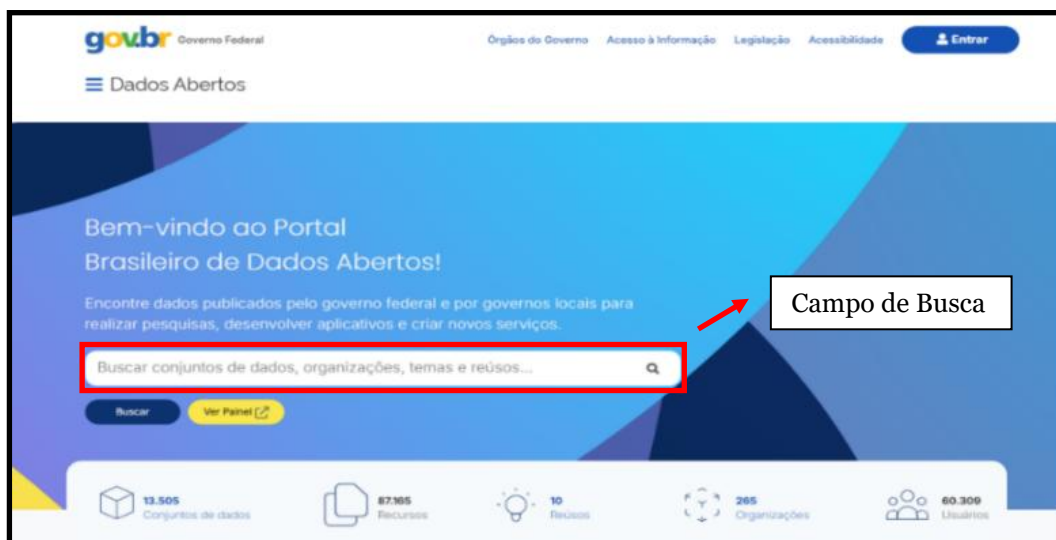 gov.br Governo Federal
Órgãos do Governo Acesso à Informação Legislação Acessibilidade Entrar
Dados Abertos
Bem-vindo ao Portal
Brasileiro de Dados Abertos!
Encontre dados publicados pelo governo federal e por governos locais para
realizar pesquisas, desenvolver aplicativos e criar novos serviços.
Campo de Busca
Buscar conjuntos de dados, organizações, temas e reúsos...
Buscar Ver Painel
13.505
Conjuntos de dados
87.165
Recursos
10
Reúsos
265
Organizações
60.309
Usuários